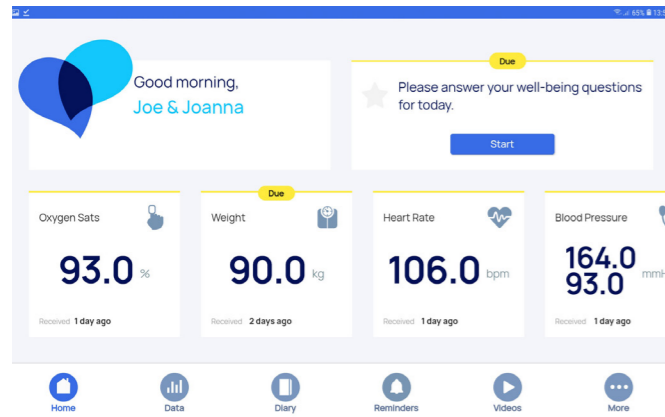 65% 13:5
Good morning,
Joe & Joanna
Due
Please answer your well-being questions
for today.
Start
Oxygen Sats
93.0 %
Received 1 day ago
Due
Weight
90.0 kg
Received 2 days ago
Heart Rate
106.0 bpm
Received 1 day ago
Blood Pressure
164.0
93.0 mmH
Received 1 day ago
Home
Data
Diary
Reminders
Videos
More